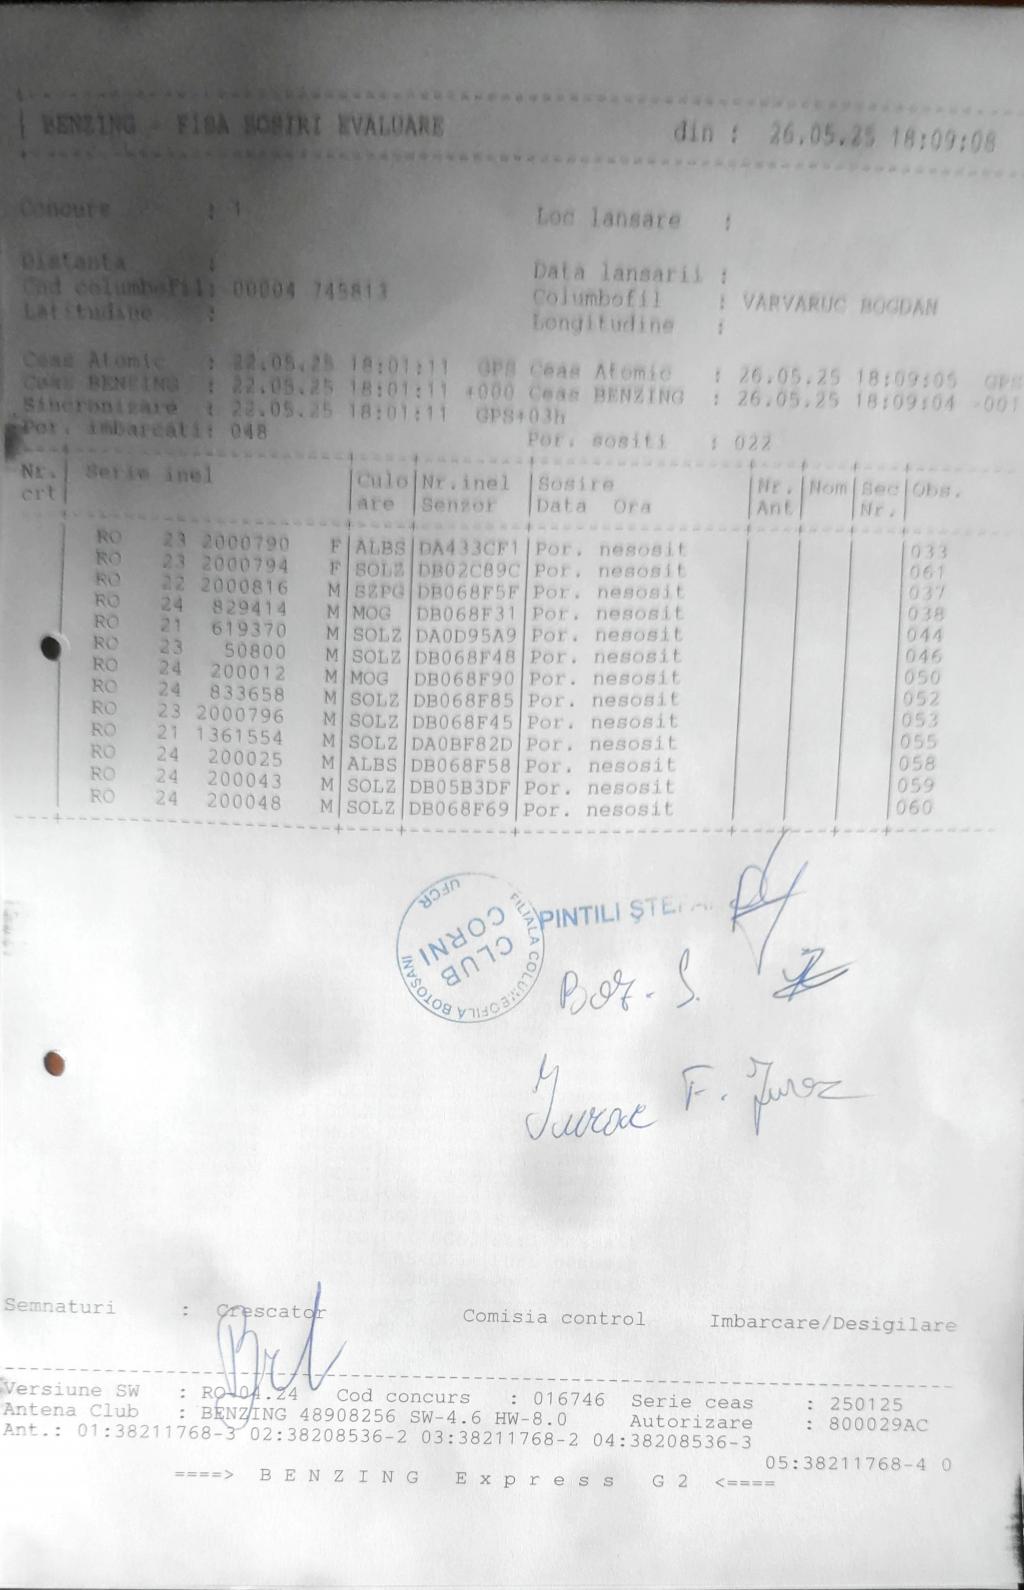 BENZING - FISA SOSIRI EVALUARE din : 26.05.25 18:09:08
Concurs : 1 Loc lansare :
Distanta : Data lansarii :
Cod columbofil: 00004 745813 Columbofil : VARVARUC BOGDAN
Latitudine : Longitudine :
Ceas Atomic : 22.05.25 18:01:11 GPS Ceas Atomic : 26.05.25 18:09:05 GPS
Ceas BENZING : 22.05.25 18:01:11 +000 Ceas BENZING : 26.05.25 18:09:04 -001
Sincronizare : 22.05.25 18:01:11 GPS+03h
Por. imbarcati: 048 Por. sositi : 022
Nr. Serie inel Culo Nr.inel Sosire Nr. Nom Sec Obs.
crt are Senzor Data Ora Ant Nr.
RO 23 2000790 F ALBS DA433CF1 Por. nesosit 033
RO 23 2000794 F SOLZ DB02C89C Por. nesosit 061
RO 22 2000816 M SZPG DB068F5F Por. nesosit 037
RO 24 829414 M MOG DB068F31 Por. nesosit 038
RO 21 619370 M SOLZ DA0D95A9 Por. nesosit 044
RO 23 50800 M SOLZ DB068F48 Por. nesosit 046
RO 24 200012 M MOG DB068F90 Por. nesosit 050
RO 24 833658 M SOLZ DB068F85 Por. nesosit 052
RO 23 2000796 M SOLZ DB068F45 Por. nesosit 053
RO 21 1361554 M SOLZ DA0BF82D Por. nesosit 055
RO 24 200025 M ALBS DB068F58 Por. nesosit 058
RO 24 200043 M SOLZ DB05B3DF Por. nesosit 059
RO 24 200048 M SOLZ DB068F69 Por. nesosit 060
UFCR
FILIALA COLUMBOFILA BOTOSANI
CLUB
CORNI
PINTILI
F.
Semnaturi : Crescator Comisia control Imbarcare/Desigilare
Versiune SW : RO-04.24 Cod concurs : 016746 Serie ceas : 250125
Antena Club : BENZING 48908256 SW-4.6 HW-8.0 Autorizare : 800029AC
Ant.: 01:38211768-3 02:38208536-2 03:38211768-2 04:38208536-3
05:38211768-4 0
====> B E N Z I N G E x p r e s s G 2 <====